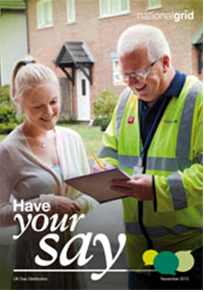 nationalgrid
Have
your
say
UK Gas Distribution
November 2013